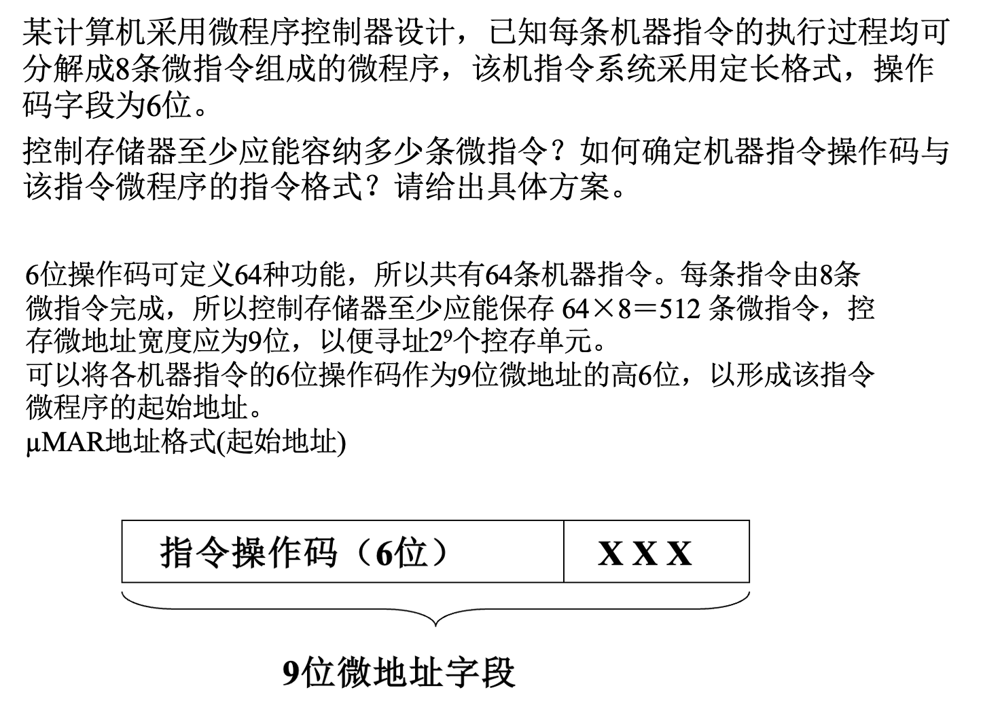 某计算机采用微程序控制器设计，已知每条机器指令的执行过程均可
分解成8条微指令组成的微程序，该机指令系统采用定长格式，操作
码字段为6位。
控制存储器至少应能容纳多少条微指令？如何确定机器指令操作码与
该指令微程序的指令格式？请给出具体方案。
6位操作码可定义64种功能，所以共有64条机器指令。每条指令由8条
微指令完成，所以控制存储器至少应能保存 64×8＝512 条微指令，控
存微地址宽度应为9位，以便寻址2⁹个控存单元。
可以将各机器指令的6位操作码作为9位微地址的高6位，以形成该指令
微程序的起始地址。
μMAR地址格式(起始地址)
指令操作码（6位） X X X
9位微地址字段